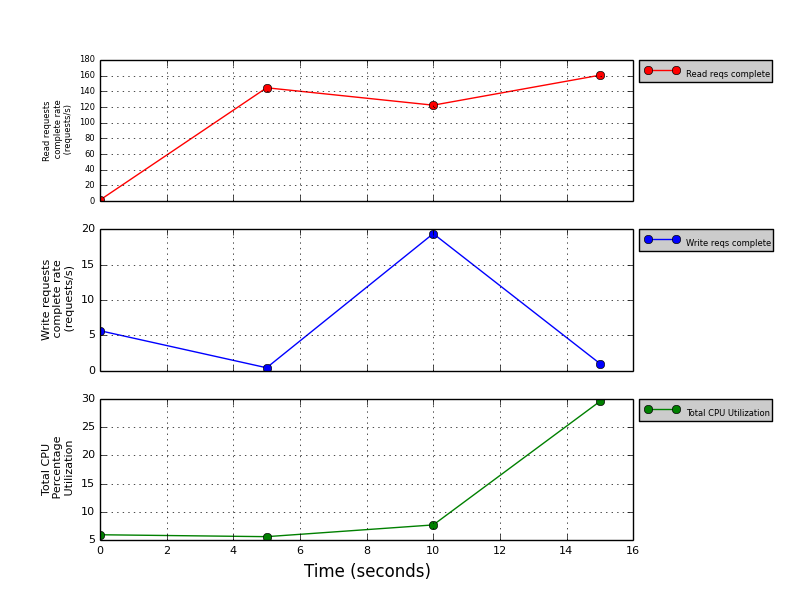 180
160
140
120
100
80
60
40
20
0
Read requests
complete rate
(requests/s)
Read reqs complete
20
15
10
5
0
Write requests
complete rate
(requests/s)
Write reqs complete
30
25
20
15
10
5
Total CPU
Percentage
Utilization
Total CPU Utilization
0 2 4 6 8 10 12 14 16
Time (seconds)